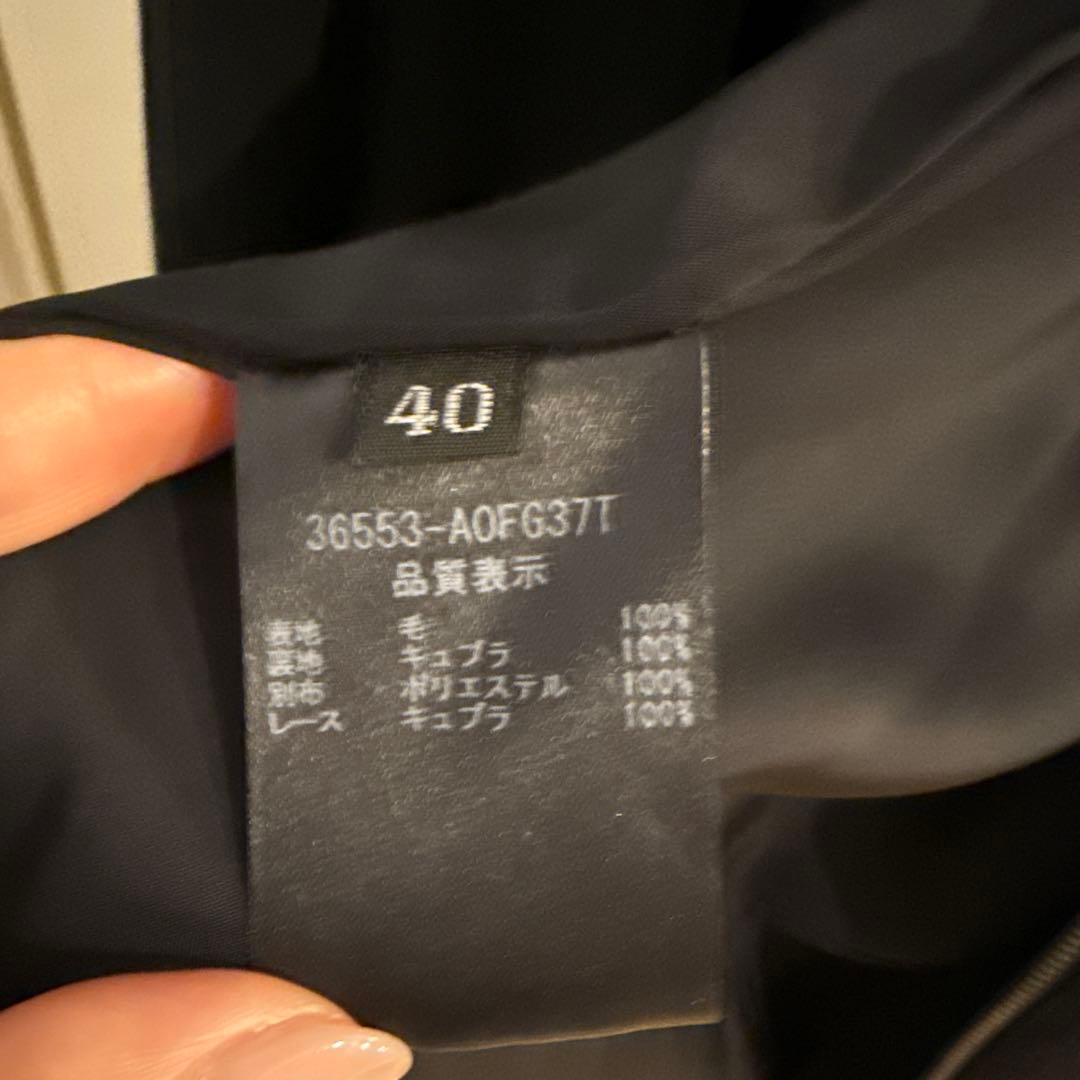 40
36553-A0FG37T
品質表示
表地 毛 100%
裏地 キュプラ 100%
別布 ポリエステル 100%
レース キュプラ 100%